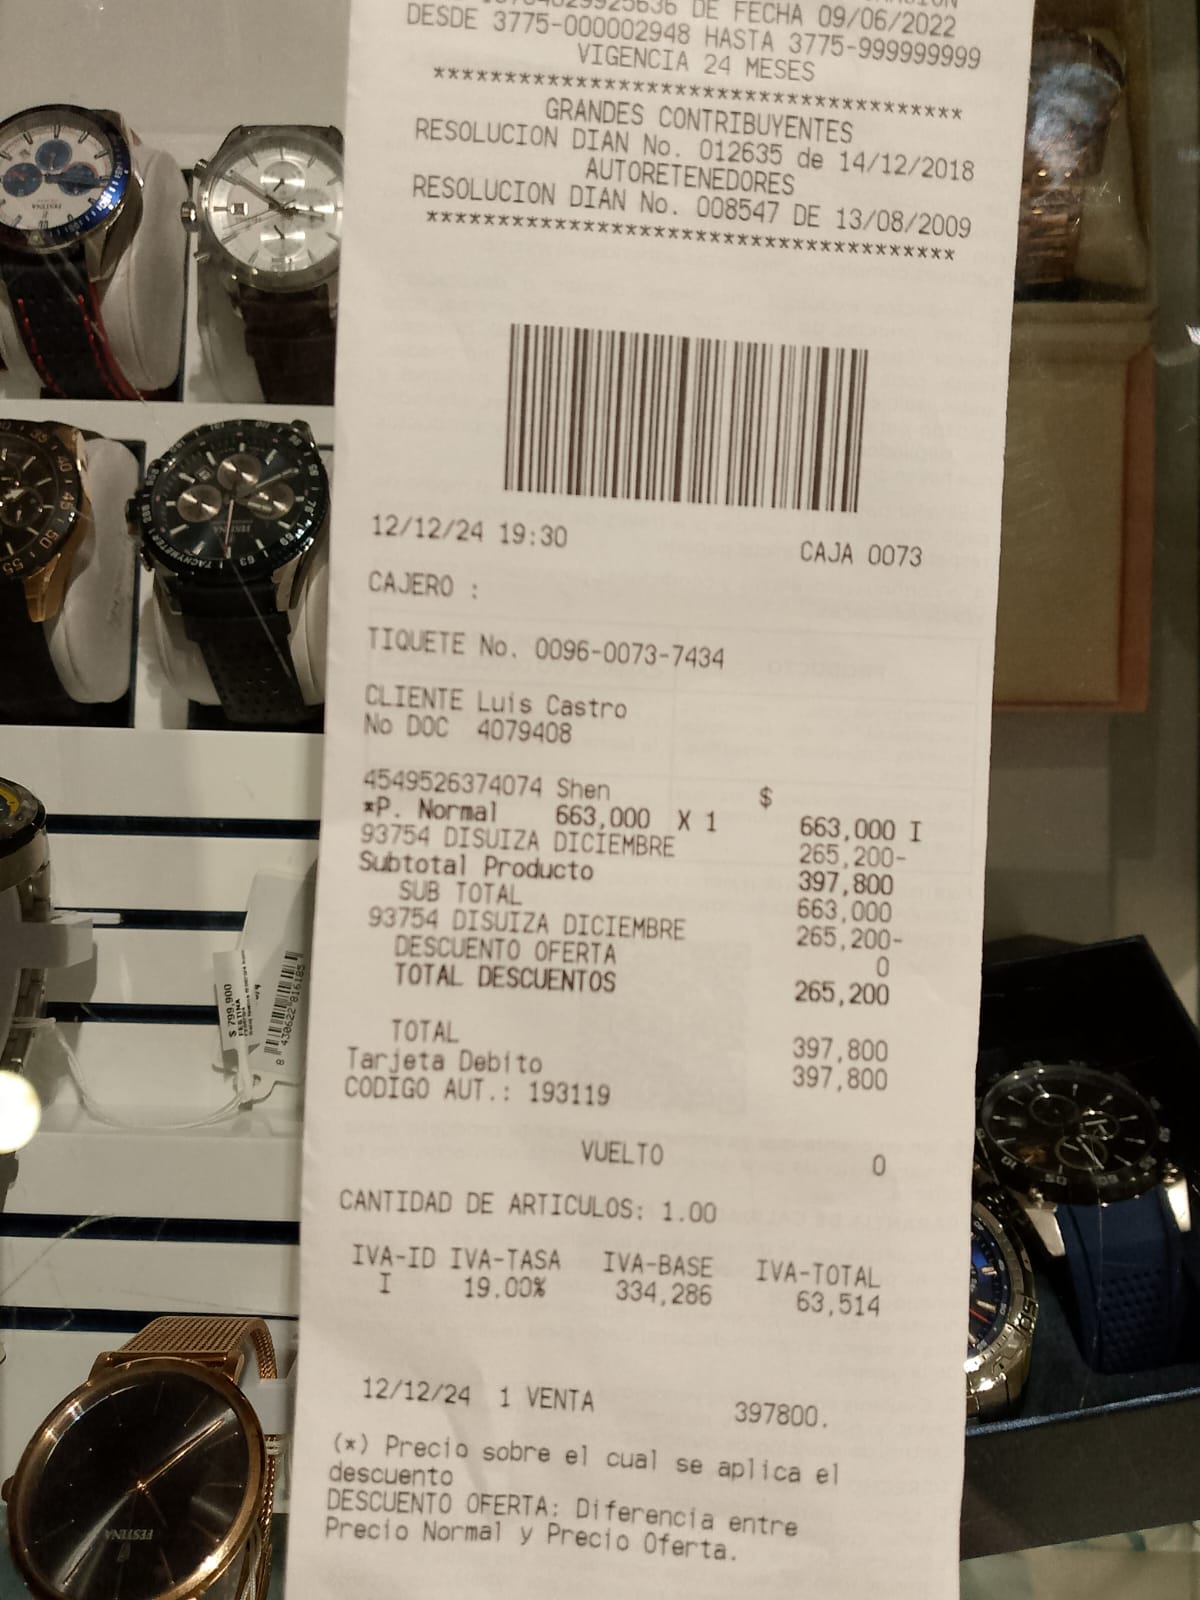 DE FECHA 09/06/2022
DESDE 3775-000002948 HASTA 3775-999999999
VIGENCIA 24 MESES
**************************************
GRANDES CONTRIBUYENTES
RESOLUCION DIAN No. 012635 de 14/12/2018
AUTORETENEDORES
RESOLUCION DIAN No. 008547 DE 13/08/2009
**************************************
12/12/24 19:30 CAJA 0073
CAJERO :
TIQUETE No. 0096-0073-7434
CLIENTE Luis Castro
No DOC 4079408
4549526374074 Shen $
*P. Normal 663,000 X 1 663,000 I
93754 DISUIZA DICIEMBRE 265,200-
Subtotal Producto 397,800
SUB TOTAL 663,000
93754 DISUIZA DICIEMBRE 265,200-
DESCUENTO OFERTA 0
TOTAL DESCUENTOS 265,200
TOTAL 397,800
Tarjeta Debito 397,800
CODIGO AUT.: 193119
VUELTO 0
CANTIDAD DE ARTICULOS: 1.00
IVA-ID IVA-TASA IVA-BASE IVA-TOTAL
I 19.00% 334,286 63,514
12/12/24 1 VENTA 397800.
(*) Precio sobre el cual se aplica el
descuento
DESCUENTO OFERTA: Diferencia entre
Precio Normal y Precio Oferta.
$ 799,900
FESTINA
8 430622 816185
FESTINA
TACHYMETER
FESTINA
FESTINA